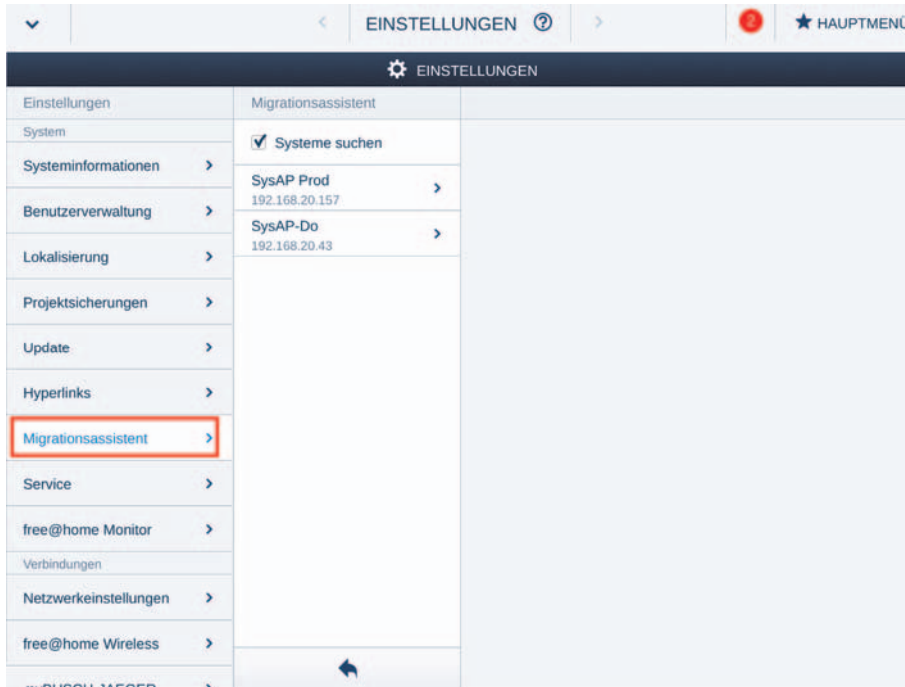 EINSTELLUNGEN ?
2
HAUPTMENÜ
EINSTELLUNGEN
Einstellungen
System
Systeminformationen
Benutzerverwaltung
Lokalisierung
Projektsicherungen
Update
Hyperlinks
Migrationsassistent
Service
free@home Monitor
Verbindungen
Netzwerkeinstellungen
free@home Wireless
Migrationsassistent
Systeme suchen
SysAP Prod
192.168.20.157
SysAP-Do
192.168.20.43